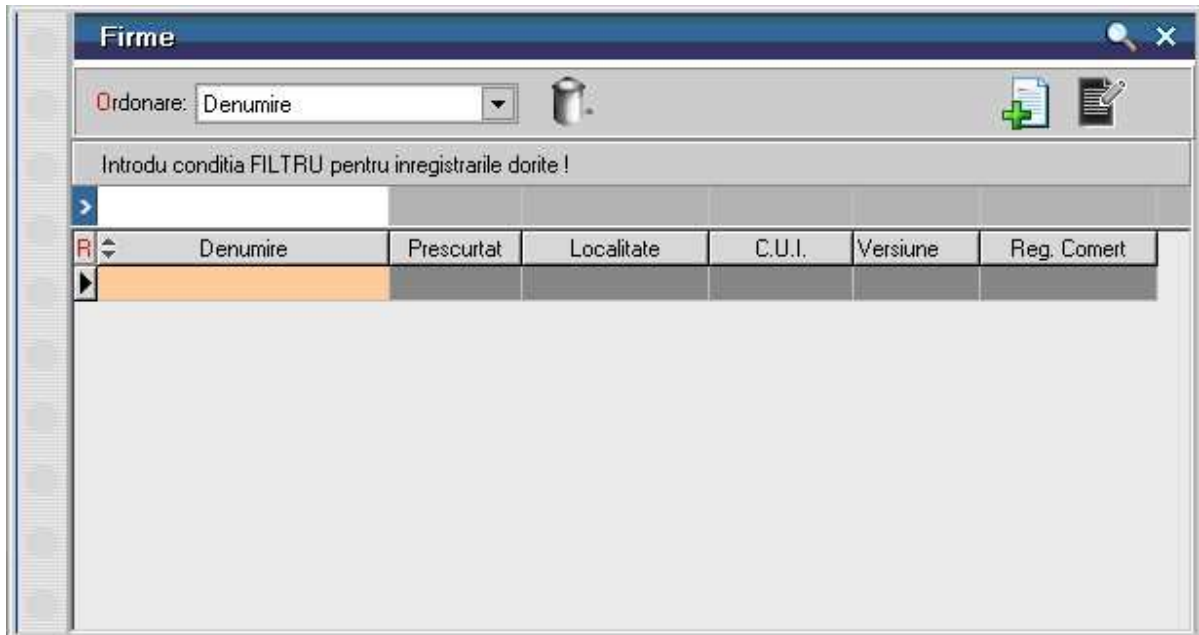 Firme
Ordonare: Denumire
Introdu conditia FILTRU pentru inregistrarile dorite !
R Denumire Prescurtat Localitate C.U.I. Versiune Reg. Comert